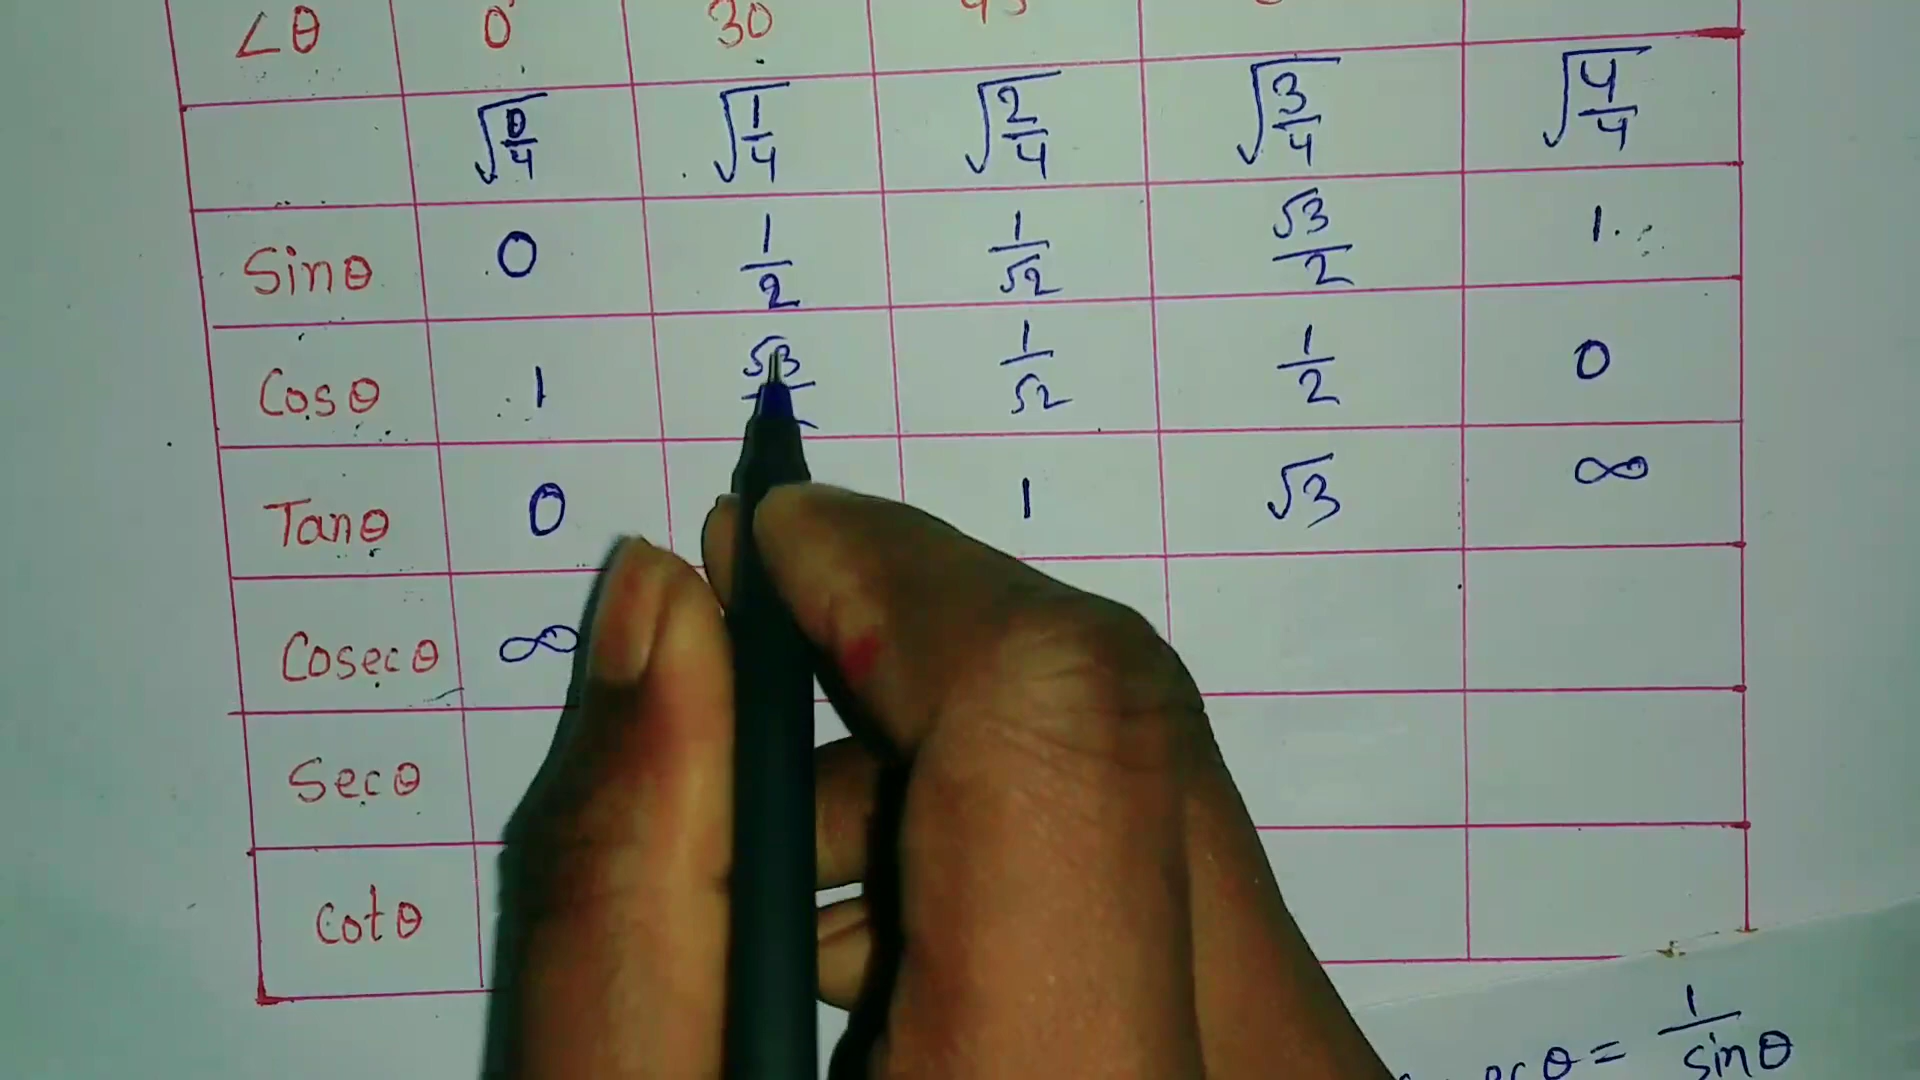 ∠θ 0° 30 45
√0/4 √1/4 √2/4 √3/4 √4/4
Sinθ 0 1/2 1/√2 √3/2 1
Cosθ 1 √3 1/√2 1/2 0
Tanθ 0 1 √3 ∞
Cosecθ ∞
Secθ
Cotθ
ecθ = 1/sinθ